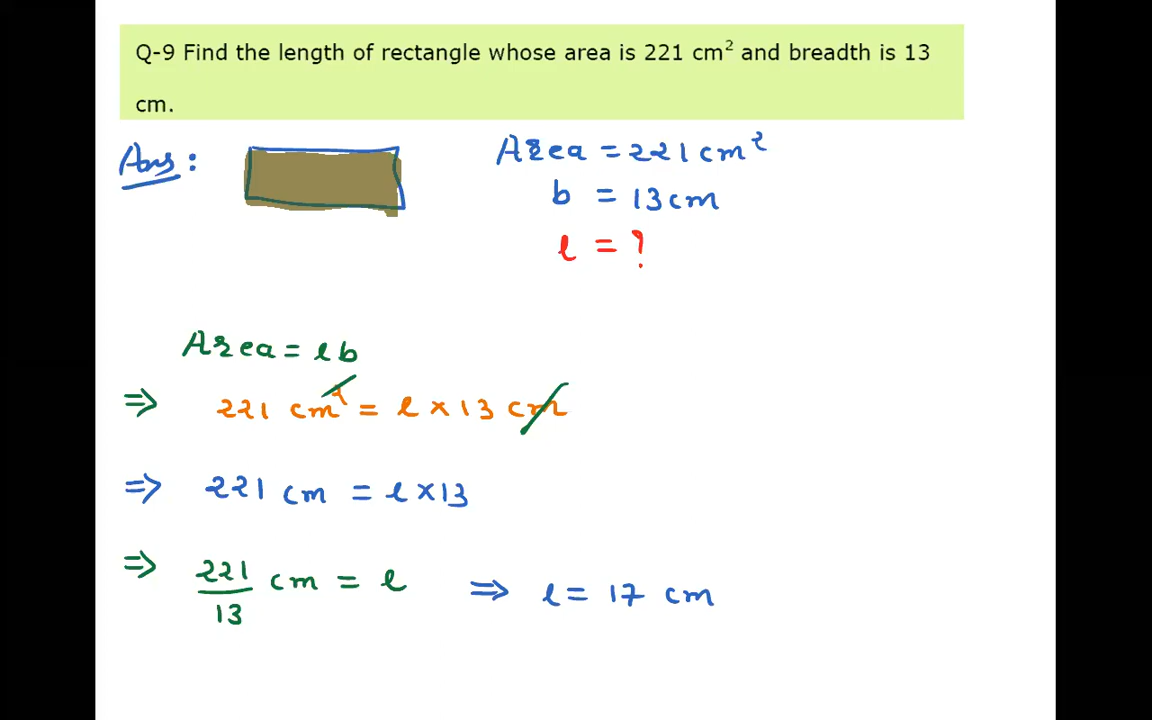 Q-9 Find the length of rectangle whose area is 221 cm² and breadth is 13
cm.
Ans :
Area = 221 cm²
b = 13 cm
l = ?
Area = l b
⇒ 221 cm² = l × 13 cm
⇒ 221 cm = l × 13
⇒ 221/13 cm = l ⇒ l = 17 cm